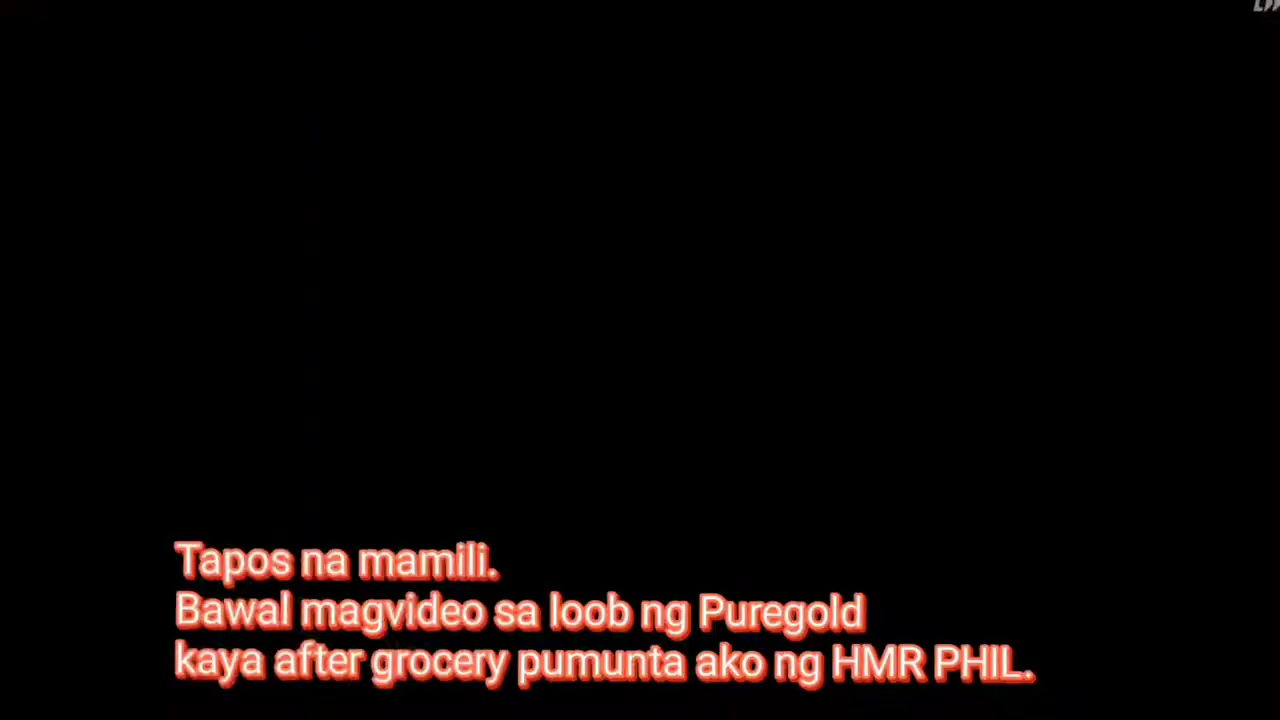 Tapos na mamili.
Bawal magvideo sa loob ng Puregold
kaya after grocery pumunta ako ng HMR PHIL.